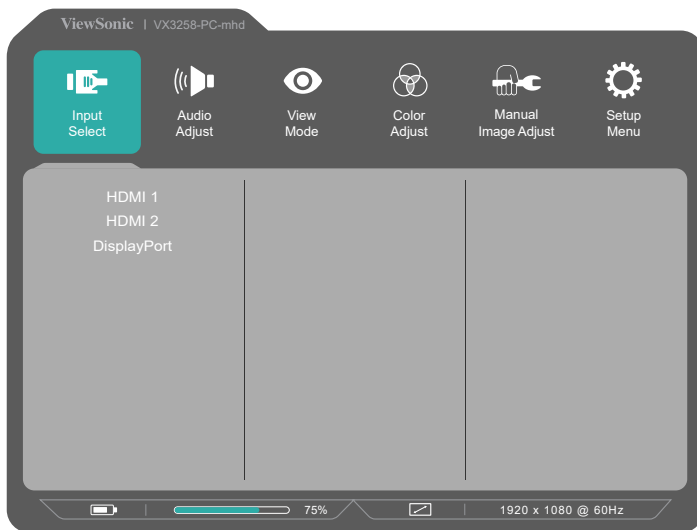 ViewSonic | VX3258-PC-mhd
Input
Select
Audio
Adjust
View
Mode
Color
Adjust
Manual
Image Adjust
Setup
Menu
HDMI 1
HDMI 2
DisplayPort
75%
1920 x 1080 @ 60Hz